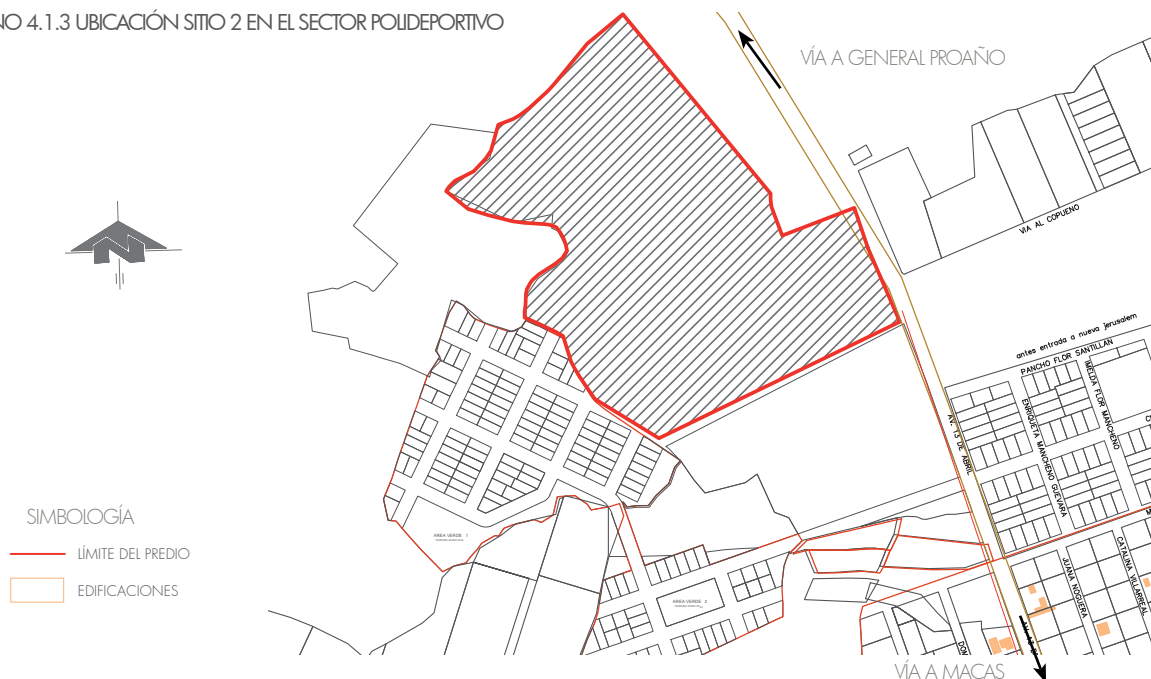 NO 4.1.3 UBICACIÓN SITIO 2 EN EL SECTOR POLIDEPORTIVO
VÍA A GENERAL PROAÑO
VIA AL COPUENO
antes entrada a nueva jerusalem
PANCHO FLOR SANTILLAN
IMELDA FLOR MANCHENO
ENRIQUETA MANCHENO GUEVARA
AV. 13 DE ABRIL
SIMBOLOGÍA
LÍMITE DEL PREDIO
EDIFICACIONES
AREA VERDE 1
AREA VERDE 2
JUANA NOGUERA
CATALINA VILLARREAL
VÍA A MACAS